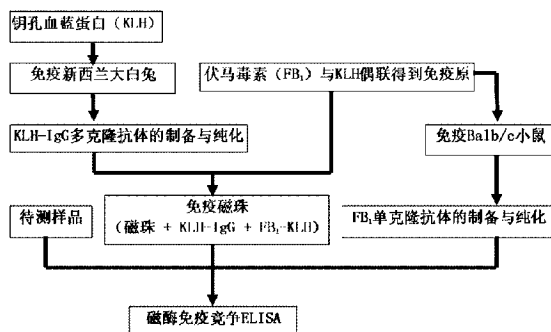 钥孔血蓝蛋白（KLH）
免疫新西兰大白兔
伏马毒素（FB₁）与KLH偶联得到免疫原
KLH-IgG多克隆抗体的制备与纯化
免疫Balb/c小鼠
待测样品
免疫磁珠
（磁珠 + KLH-IgG + FB₁-KLH）
FB₁单克隆抗体的制备与纯化
磁酶免疫竞争ELISA